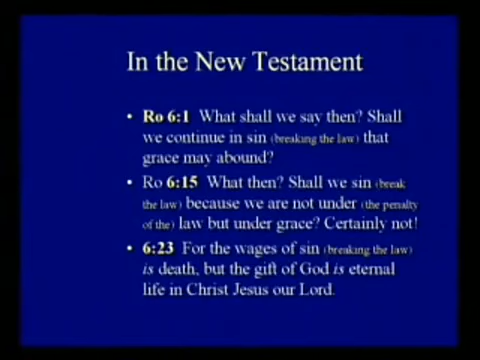 In the New Testament
• Ro 6:1 What shall we say then? Shall
we continue in sin (breaking the law) that
grace may abound?
• Ro 6:15 What then? Shall we sin (break
the law) because we are not under (the penalty
of the) law but under grace? Certainly not!
• 6:23 For the wages of sin (breaking the law)
is death, but the gift of God is eternal
life in Christ Jesus our Lord.